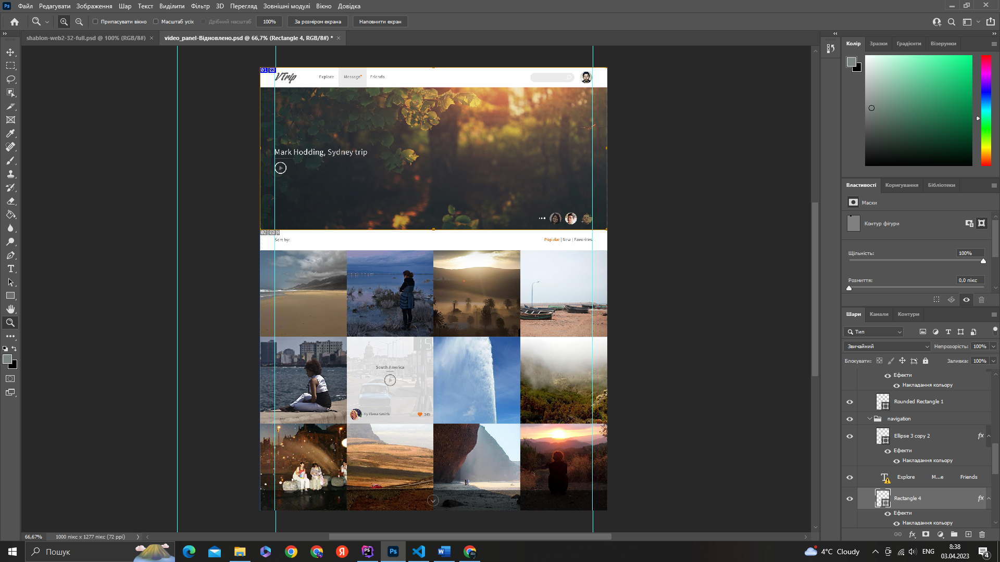 Файл Редагувати Зображення Шар Текст Виділити Фільтр 3D Перегляд Зовнішні модулі Вікно Довідка
Припасувати вікно Масштаб усіх Дрібний масштаб 100% За розміром екрана Наповнити екран
shablon-web2-32-full.psd @ 100% (RGB/8#) × video_panel-Відновлено.psd @ 66,7% (Rectangle 4, RGB/8#) * ×
01
VTrip Explore Message Friends
Mark Hodding, Sydney trip
02
Sort by: Popular | New | Favorites
South America
By Elena Smith 245
Колір Зразки Градієнти Візерунки
Властивості Коригування Бібліотеки
Маски
Контур фігури
Щільність: 100%
Розмиття: 0,0 пікс
Шари Канали Контури
Тип
Звичайний Непрозорість: 100%
Блокувати: Заливка: 100%
Ефекти
Накладання кольору
Rounded Rectangle 1
navigation
Ellipse 3 copy 2 fx
Ефекти
Накладання кольору
Explore M...e Friends
Rectangle 4 fx
Ефекти
Накладання кольору
66,67% 1000 пікс x 1277 пікс (72 ppi)
Пошук
4°C Cloudy ENG 8:38
03.04.2023
4